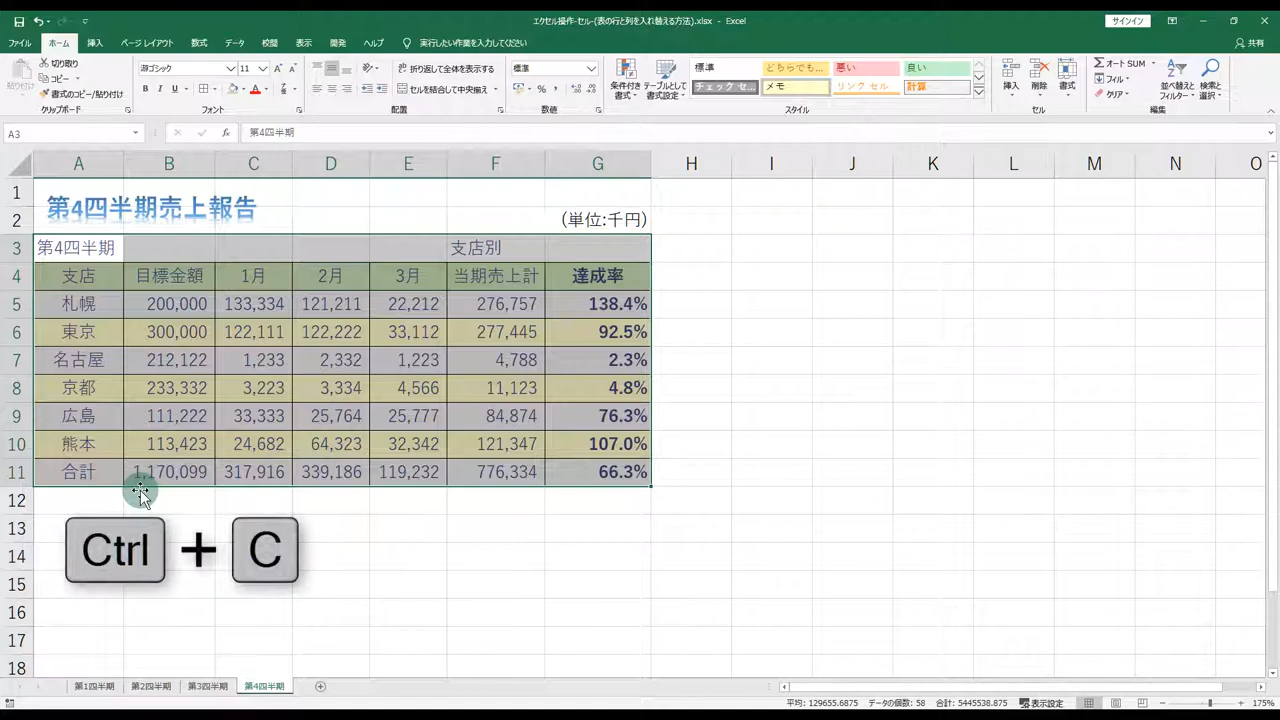 エクセル操作-セル-(表の行と列を入れ替える方法).xlsx - Excel
サインイン
ファイル ホーム 挿入 ページ レイアウト 数式 データ 校閲 表示 開発 ヘルプ 実行したい作業を入力してください 共有
貼り付け 切り取り コピー 書式のコピー/貼り付け クリップボード
游ゴシック 11 B フォント
折り返して全体を表示する セルを結合して中央揃え 配置
標準 % 数値
条件付き書式 テーブルとして書式設定
標準 どちらでも... 悪い 良い
チェック セ... メモ リンク セル 計算
スタイル
挿入 削除 書式 セル
オート SUM フィル クリア 並べ替えとフィルター 検索と選択 編集
A3 fx 第4四半期
A B C D E F G H I J K L M N O
1
第4四半期売上報告
2 (単位:千円)
3 第4四半期 支店別
4 支店 目標金額 1月 2月 3月 当期売上計 達成率
5 札幌 200,000 133,334 121,211 22,212 276,757 138.4%
6 東京 300,000 122,111 122,222 33,112 277,445 92.5%
7 名古屋 212,122 1,233 2,332 1,223 4,788 2.3%
8 京都 233,332 3,223 3,334 4,566 11,123 4.8%
9 広島 111,222 33,333 25,764 25,777 84,874 76.3%
10 熊本 113,423 24,682 64,323 32,342 121,347 107.0%
11 合計 1,170,099 317,916 339,186 119,232 776,334 66.3%
12
13
14
15
16
17
18
Ctrl + C
第1四半期 第2四半期 第3四半期 第4四半期
平均: 129655.6875 データの個数: 58 合計: 5445538.875 表示設定 175%